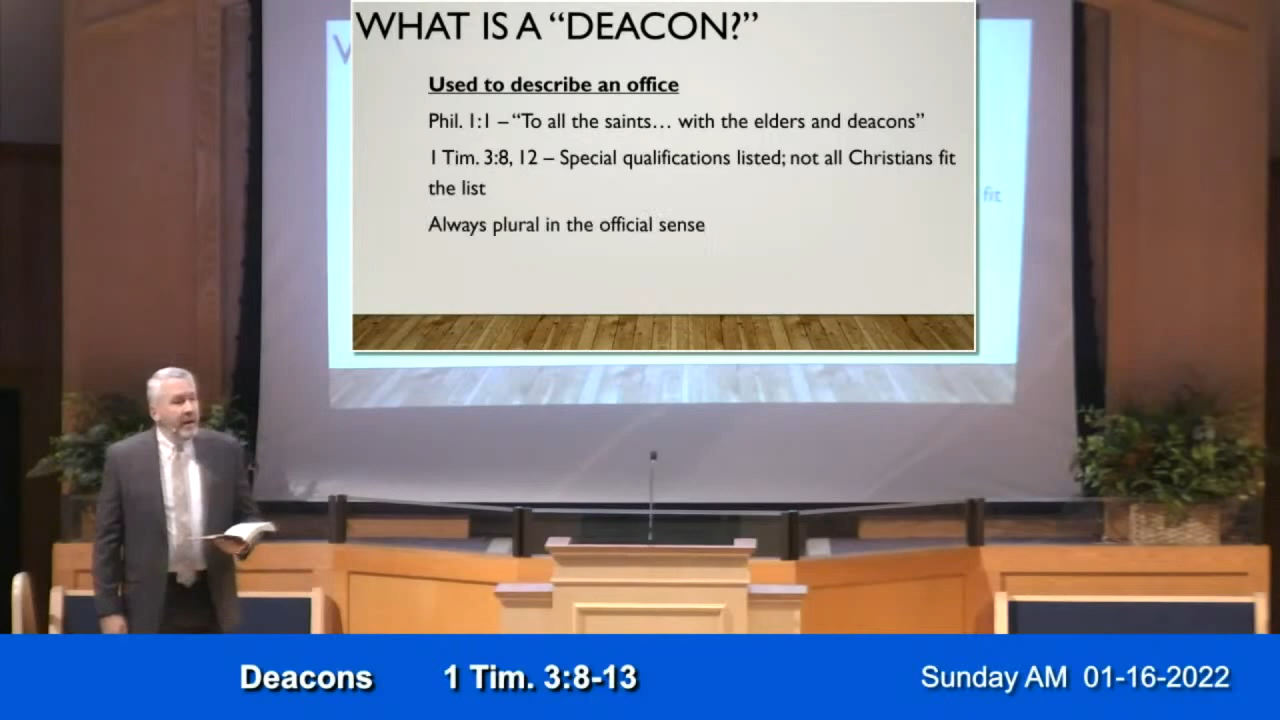 WHAT IS A “DEACON?”
Used to describe an office
Phil. 1:1 – “To all the saints… with the elders and deacons”
1 Tim. 3:8, 12 – Special qualifications listed; not all Christians fit
the list
Always plural in the official sense
fit
Deacons 1 Tim. 3:8-13 Sunday AM 01-16-2022